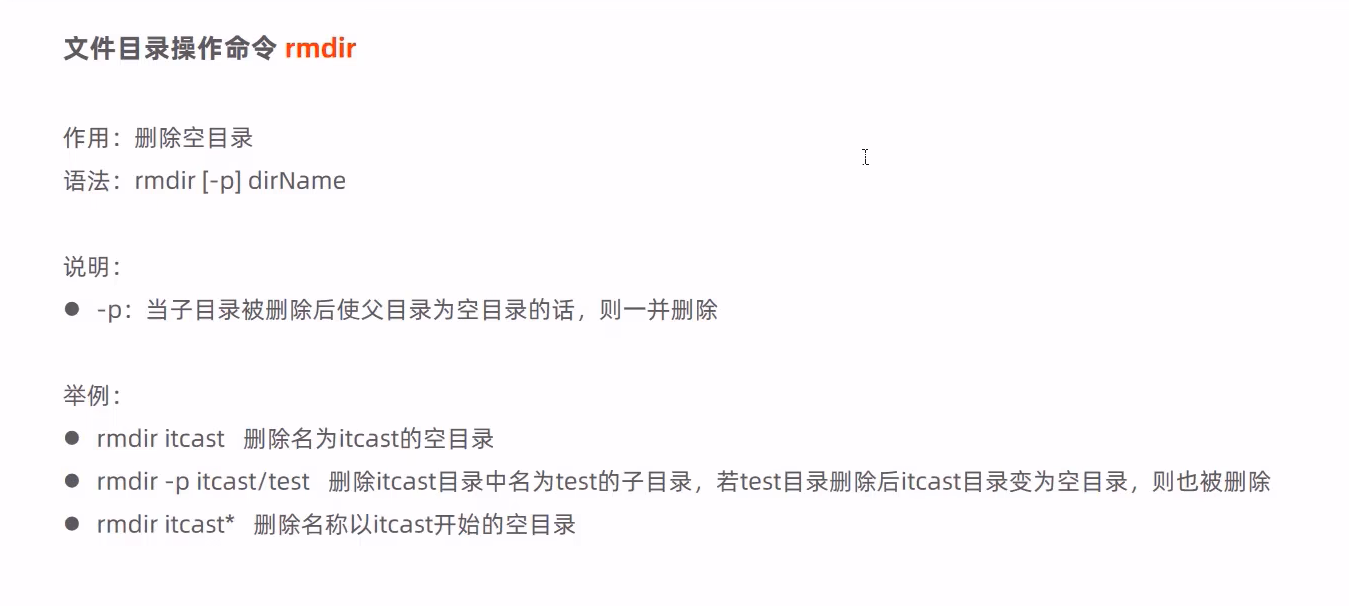 文件目录操作命令 rmdir
作用：删除空目录
语法：rmdir [-p] dirName
说明：
● -p：当子目录被删除后使父目录为空目录的话，则一并删除
举例：
● rmdir itcast 删除名为itcast的空目录
● rmdir -p itcast/test 删除itcast目录中名为test的子目录，若test目录删除后itcast目录变为空目录，则也被删除
● rmdir itcast* 删除名称以itcast开始的空目录